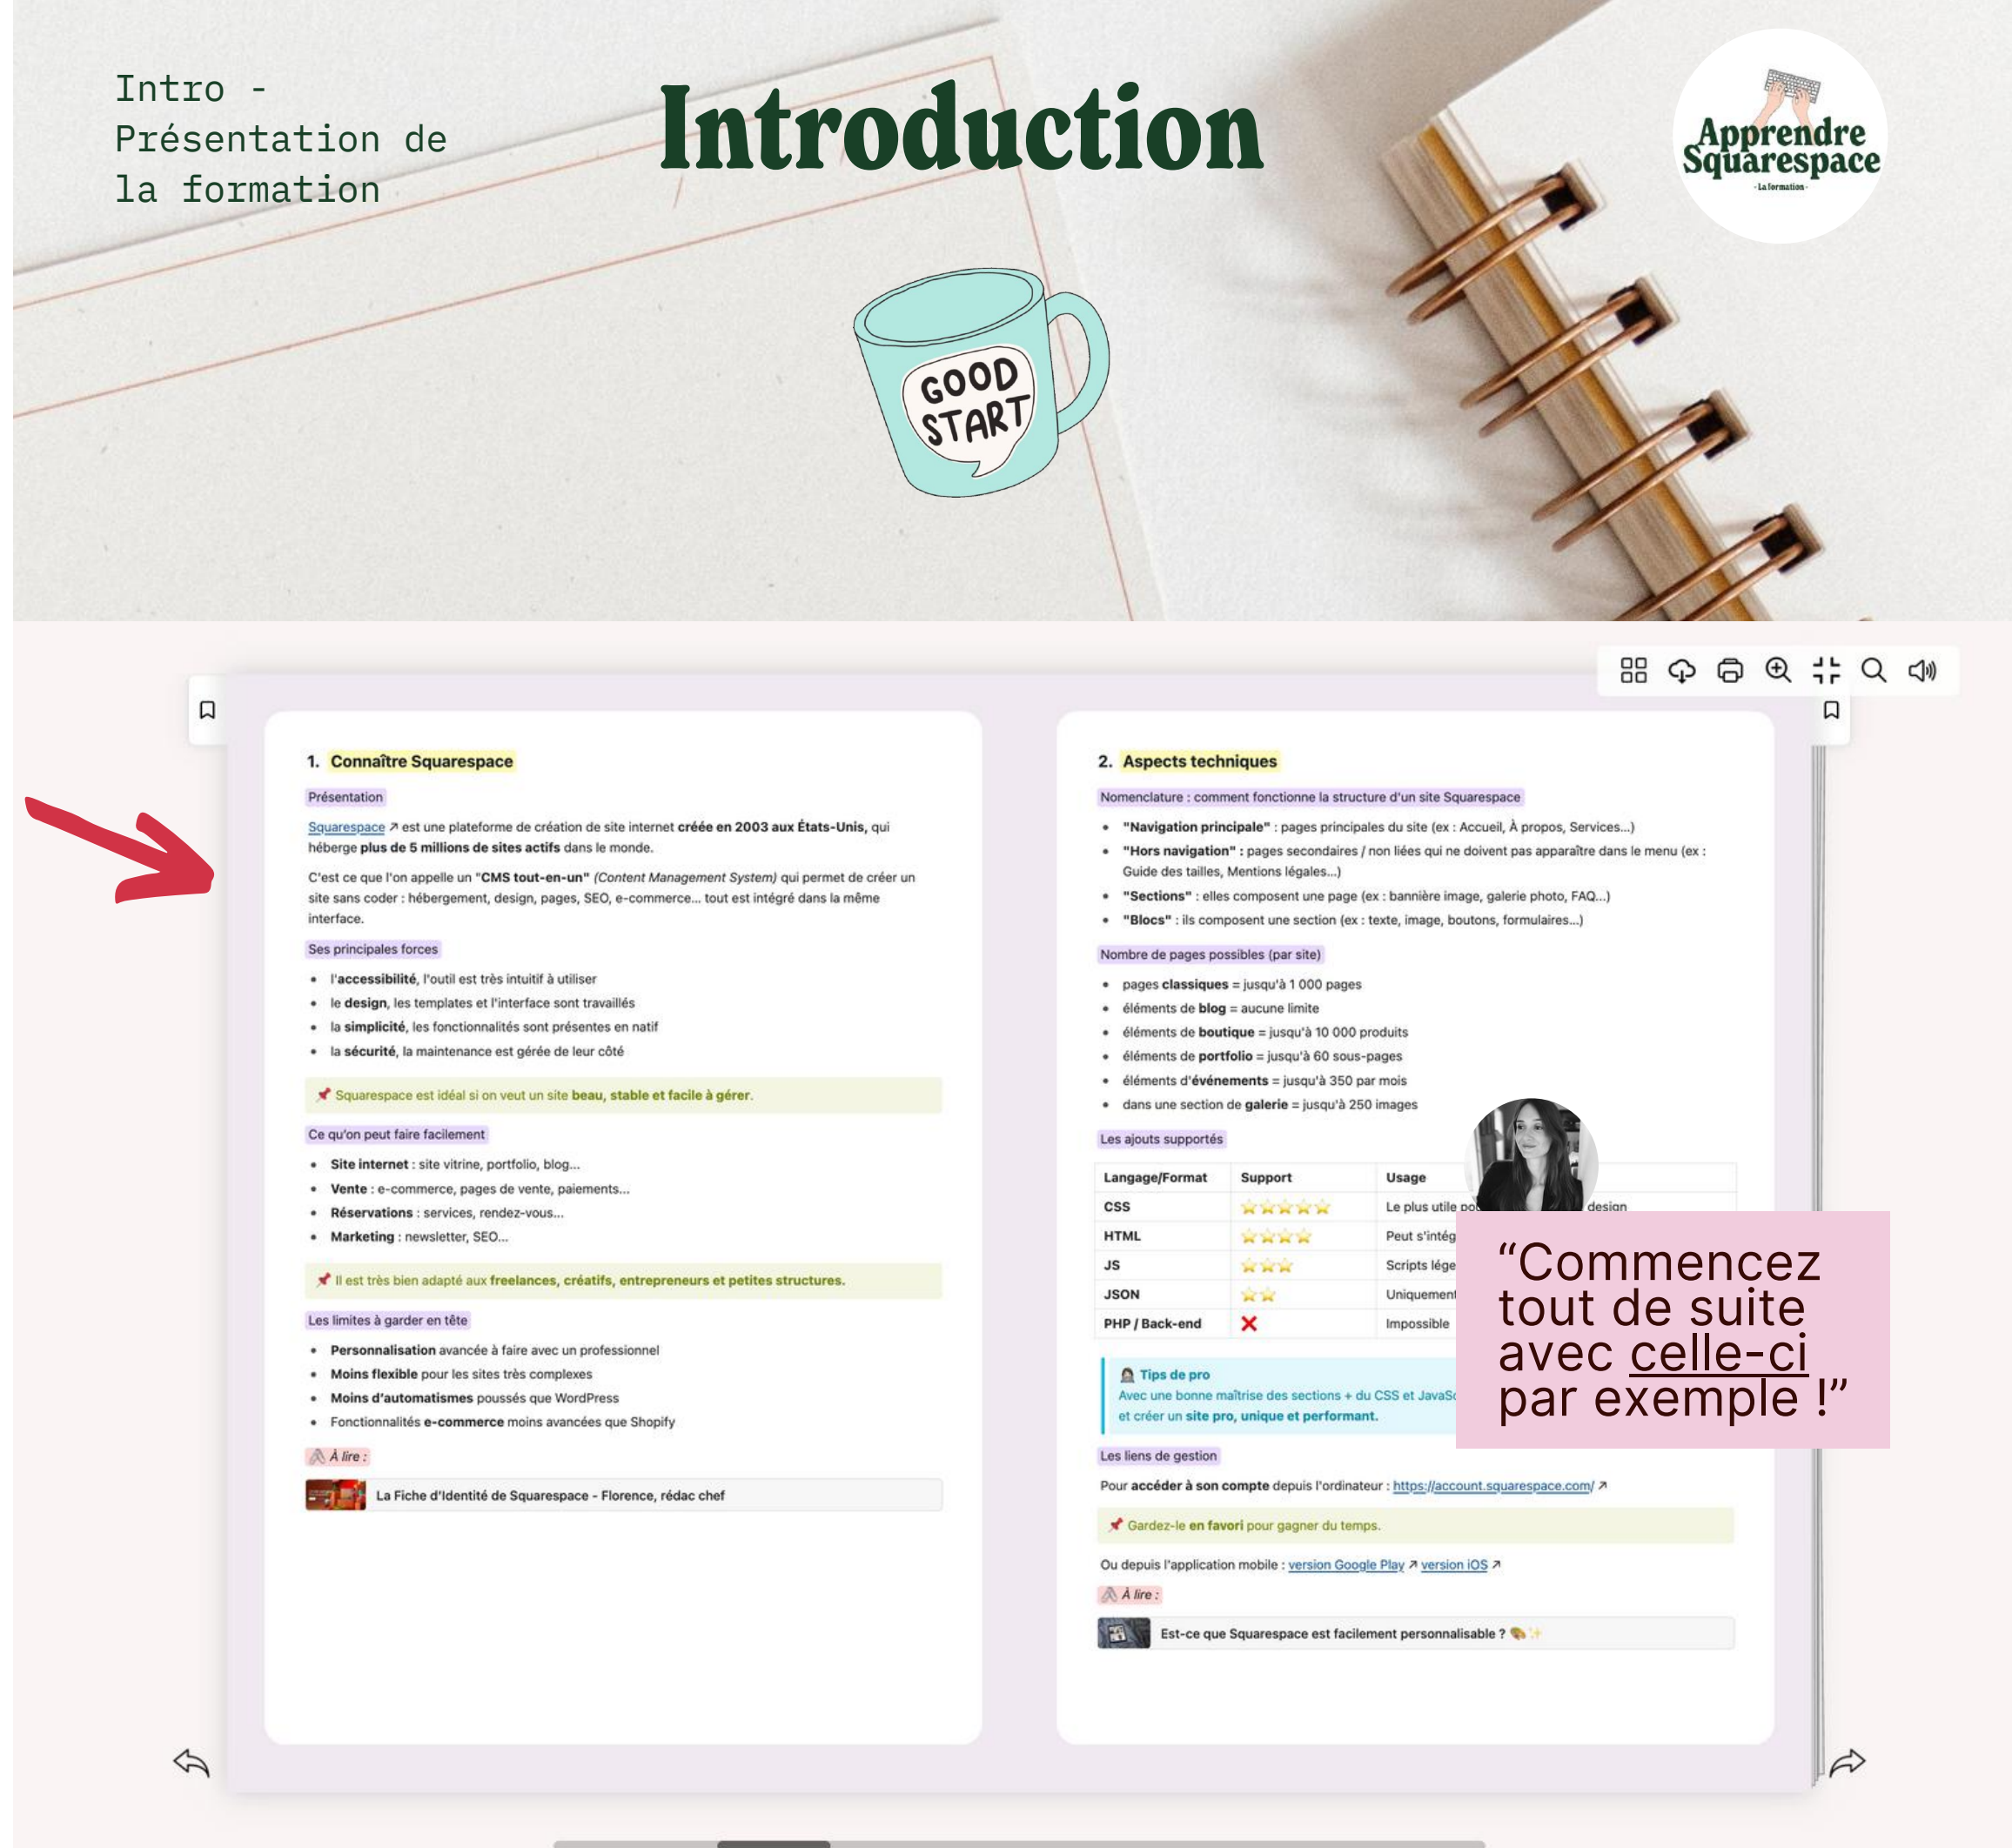 Intro -
Présentation de
la formation
Introduction
Apprendre
Squarespace
- La formation -
GOOD
START
1. Connaître Squarespace
Présentation
Squarespace ↗ est une plateforme de création de site internet créée en 2003 aux États-Unis, qui
héberge plus de 5 millions de sites actifs dans le monde.
C'est ce que l'on appelle un "CMS tout-en-un" (Content Management System) qui permet de créer un
site sans coder : hébergement, design, pages, SEO, e-commerce... tout est intégré dans la même
interface.
Ses principales forces
• l'accessibilité, l'outil est très intuitif à utiliser
• le design, les templates et l'interface sont travaillés
• la simplicité, les fonctionnalités sont présentes en natif
• la sécurité, la maintenance est gérée de leur côté
📌 Squarespace est idéal si on veut un site beau, stable et facile à gérer.
Ce qu'on peut faire facilement
• Site internet : site vitrine, portfolio, blog...
• Vente : e-commerce, pages de vente, paiements...
• Réservations : services, rendez-vous...
• Marketing : newsletter, SEO...
📌 Il est très bien adapté aux freelances, créatifs, entrepreneurs et petites structures.
Les limites à garder en tête
• Personnalisation avancée à faire avec un professionnel
• Moins flexible pour les sites très complexes
• Moins d'automatismes poussés que WordPress
• Fonctionnalités e-commerce moins avancées que Shopify
À lire :
La Fiche d'Identité de Squarespace - Florence, rédac chef
2. Aspects techniques
Nomenclature : comment fonctionne la structure d'un site Squarespace
• "Navigation principale" : pages principales du site (ex : Accueil, À propos, Services...)
• "Hors navigation" : pages secondaires / non liées qui ne doivent pas apparaître dans le menu (ex :
Guide des tailles, Mentions légales...)
• "Sections" : elles composent une page (ex : bannière image, galerie photo, FAQ...)
• "Blocs" : ils composent une section (ex : texte, image, boutons, formulaires...)
Nombre de pages possibles (par site)
• pages classiques = jusqu'à 1 000 pages
• éléments de blog = aucune limite
• éléments de boutique = jusqu'à 10 000 produits
• éléments de portfolio = jusqu'à 60 sous-pages
• éléments d'événements = jusqu'à 350 par mois
• dans une section de galerie = jusqu'à 250 images
Les ajouts supportés
Langage/Format Support Usage
CSS ⭐⭐⭐⭐⭐ Le plus utile design
HTML ⭐⭐⭐⭐ Peut
JS ⭐⭐⭐ Scripts
JSON ⭐⭐ Uniquement
PHP / Back-end ❌ Impossible
Tips de pro
Avec une bonne maîtrise des sections + du CSS et
et créer un site pro, unique et performant.
“Commencez
tout de suite
avec celle-ci
par exemple !”
Les liens de gestion
Pour accéder à son compte depuis l'ordinateur : https://account.squarespace.com/ ↗
📌 Gardez-le en favori pour gagner du temps.
Ou depuis l'application mobile : version Google Play ↗ version iOS ↗
À lire :
Est-ce que Squarespace est facilement personnalisable ? 🎨✨